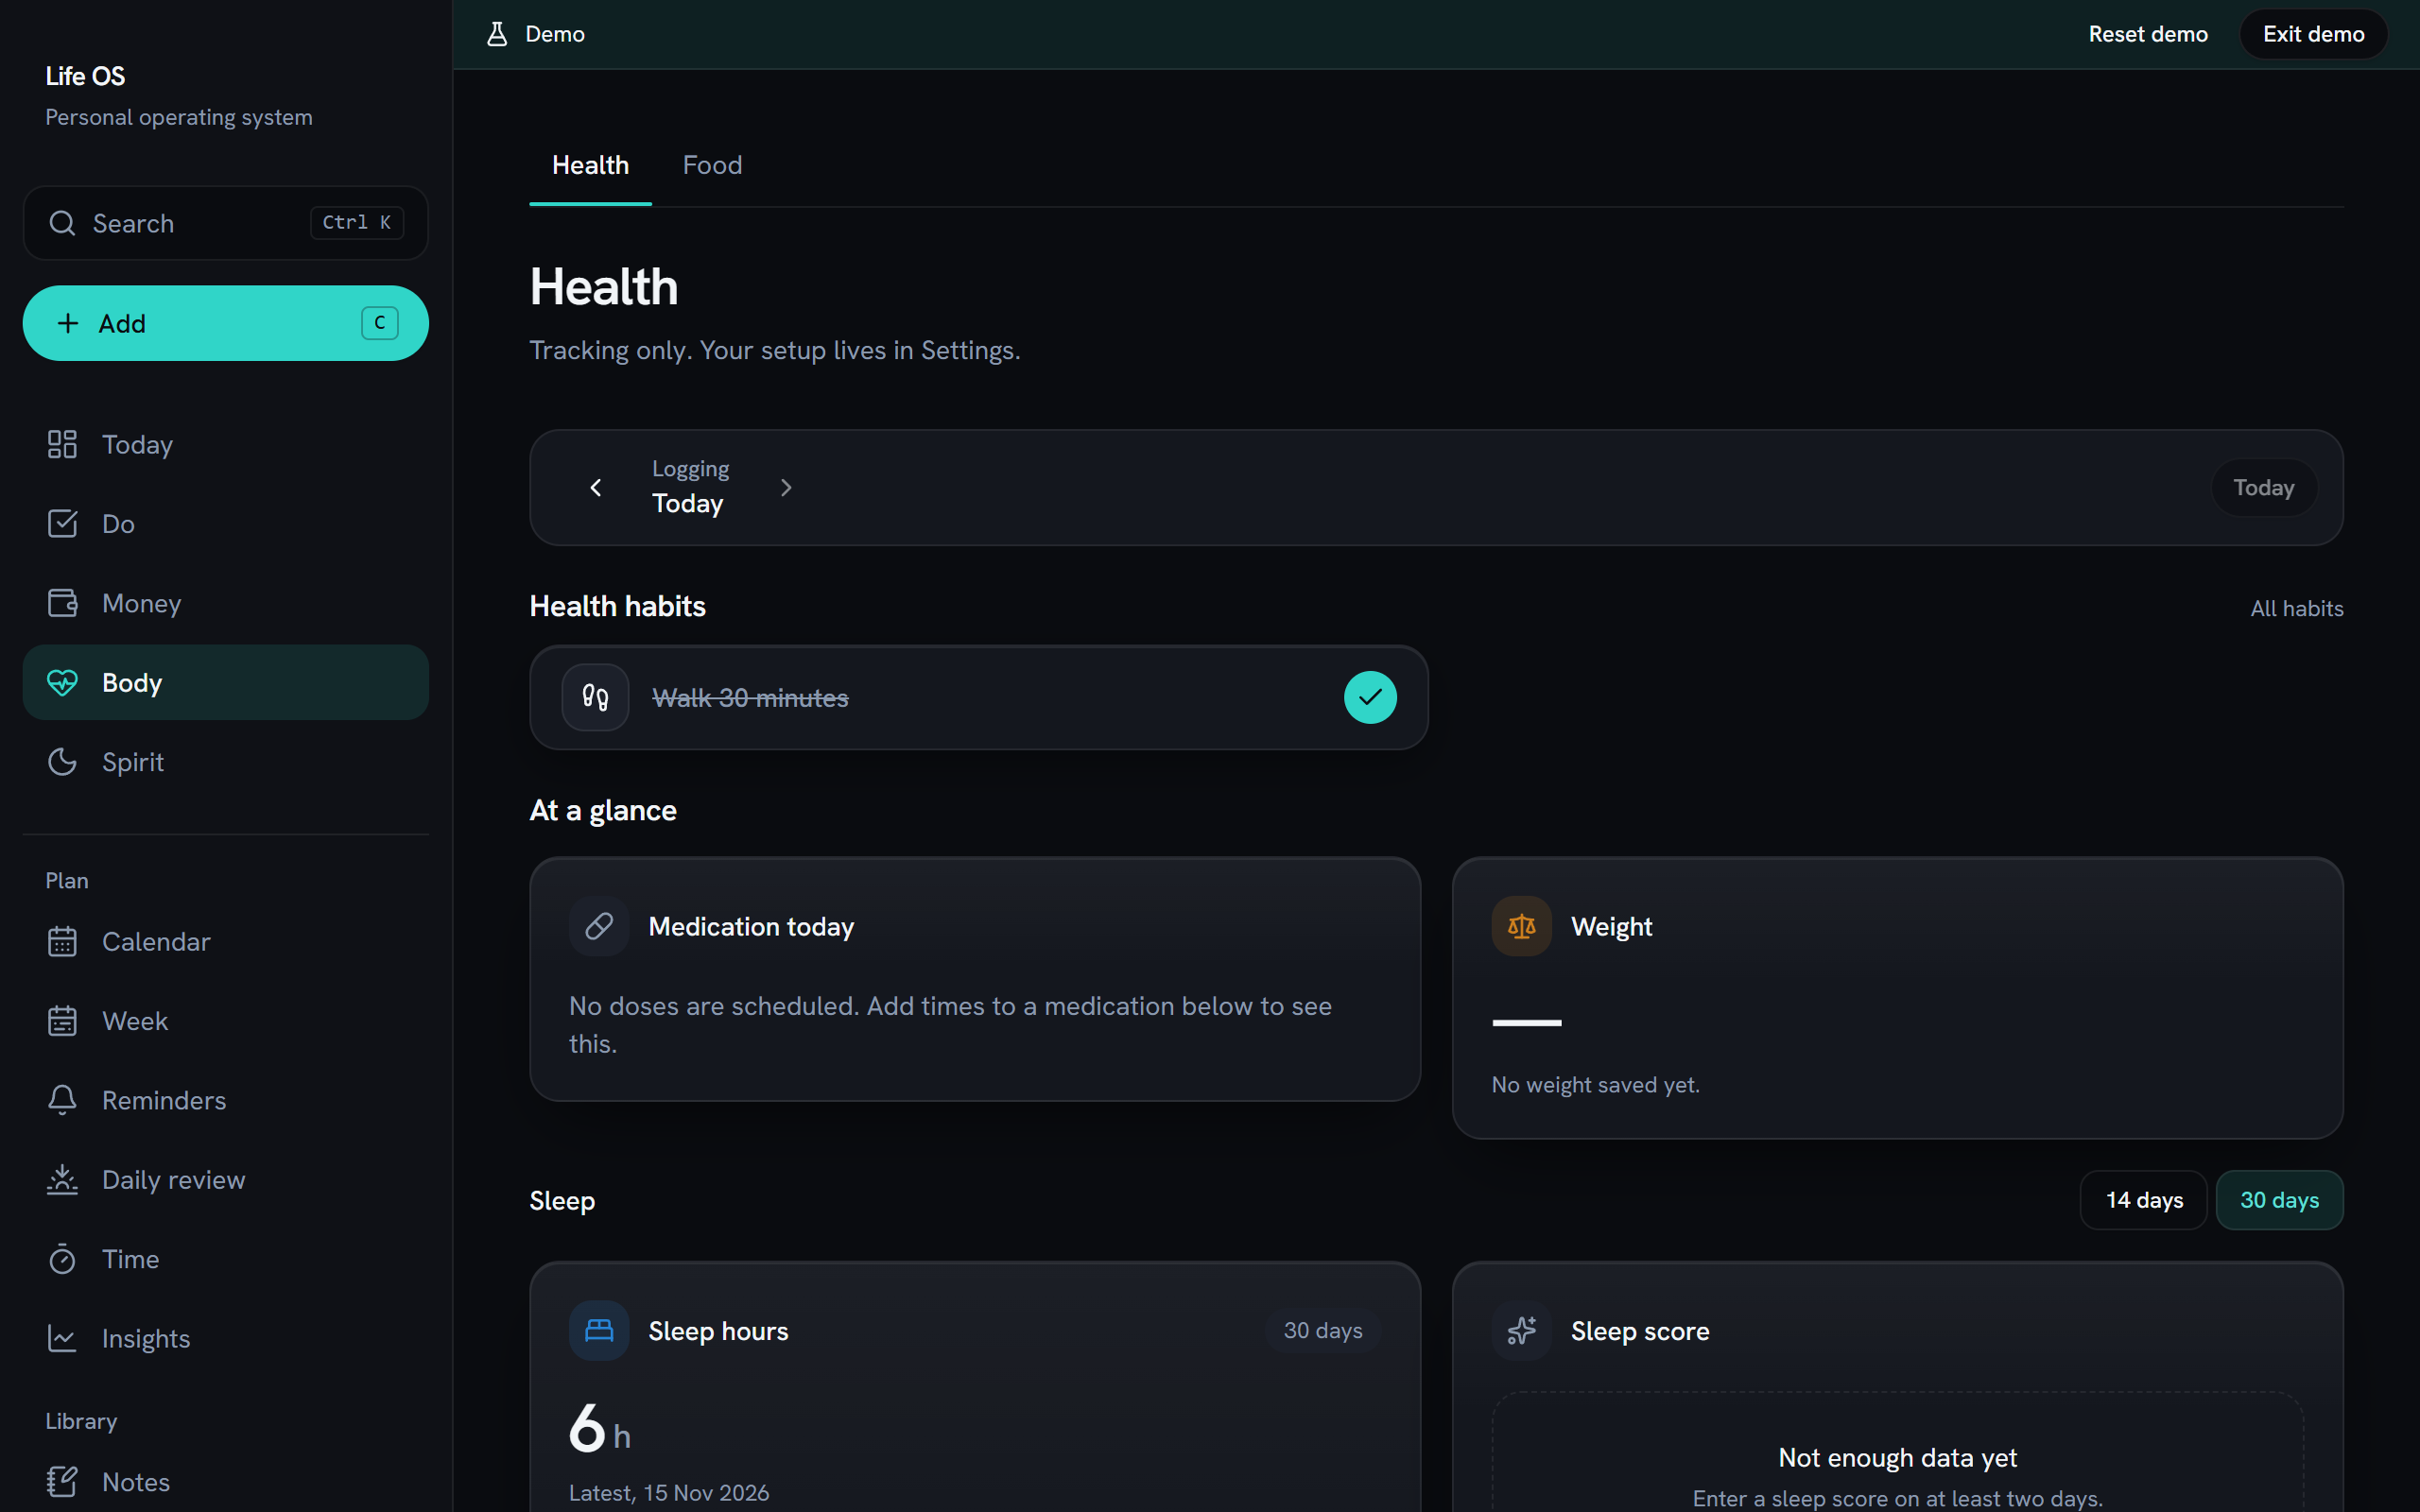 Life OS
Personal operating system
Search
Ctrl K
Add
C
Today
Do
Money
Body
Spirit
Plan
Calendar
Week
Reminders
Daily review
Time
Insights
Library
Notes
Demo
Reset demo
Exit demo
Health
Food
Health
Tracking only. Your setup lives in Settings.
Logging
Today
Today
Health habits
All habits
Walk 30 minutes
At a glance
Medication today
No doses are scheduled. Add times to a medication below to see
this.
Weight
—
No weight saved yet.
Sleep
14 days
30 days
Sleep hours
30 days
6 h
Latest, 15 Nov 2026
Sleep score
Not enough data yet
Enter a sleep score on at least two days.